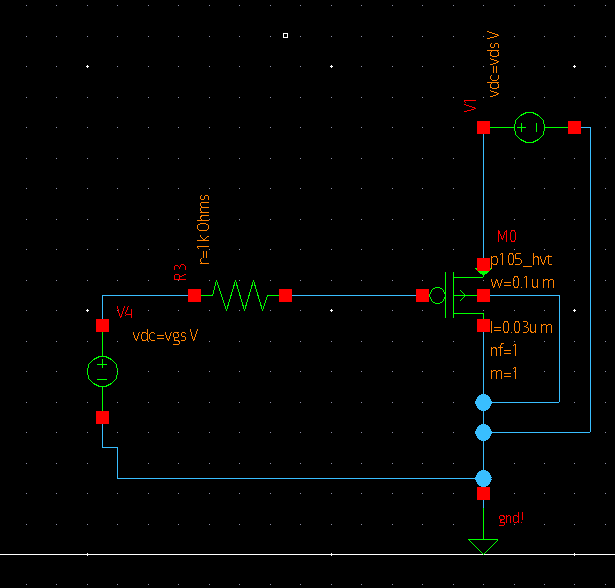 vdc=vds V
V1
+ -
r=1k Ohms
R3
M0
p105_hvt
w=0.1u m
l=0.03u m
nf=1
m=1
V4
vdc=vgs V
+
-
gnd!